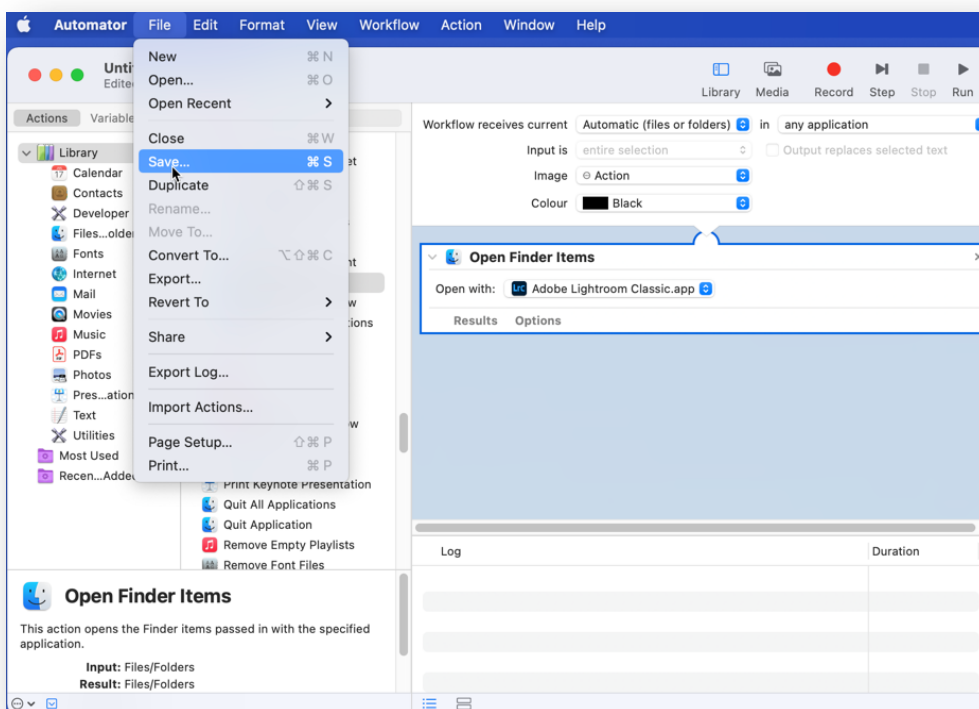 Automator File Edit Format View Workflow Action Window Help
New ⌘ N
Open... ⌘ O
Open Recent
Close ⌘ W
Save... ⌘ S
Duplicate ⇧ ⌘ S
Rename...
Move To...
Convert To... ⌥ ⇧ ⌘ C
Export...
Revert To
Share
Export Log...
Import Actions...
Page Setup... ⇧ ⌘ P
Print... ⌘ P
Unti
Edite
Library Media Record Step Stop Run
Actions Variable
Library
Calendar
Contacts
Developer
Files...olde
Fonts
Internet
Mail
Movies
Music
PDFs
Photos
Pres...ation
Text
Utilities
Most Used
Recen...Adde
Print Keynote Presentation
Quit All Applications
Quit Application
Remove Empty Playlists
Remove Font Files
Workflow receives current Automatic (files or folders) in any application
Input is entire selection Output replaces selected text
Image Action
Colour Black
Open Finder Items
Open with: Lrc Adobe Lightroom Classic.app
Results Options
Log Duration
Open Finder Items
This action opens the Finder items passed in with the specified
application.
Input: Files/Folders
Result: Files/Folders